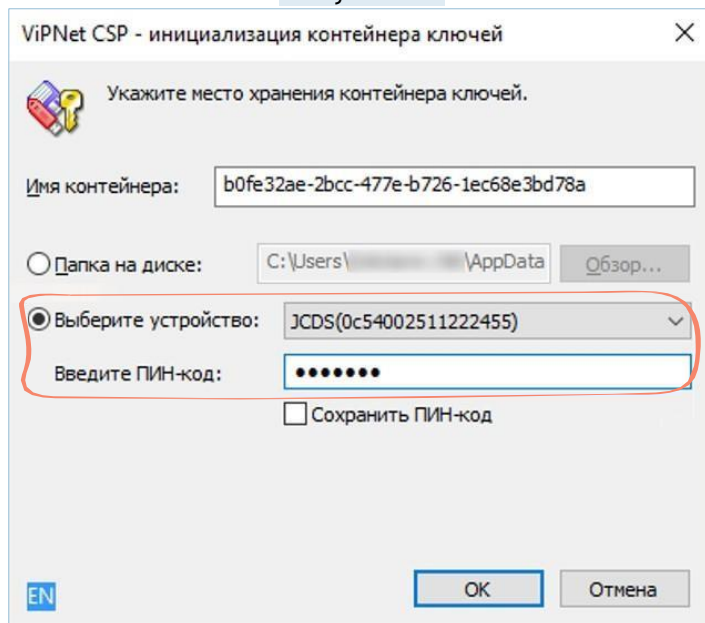 ViPNet CSP - инициализация контейнера ключей
Укажите место хранения контейнера ключей.
Имя контейнера: b0fe32ae-2bcc-477e-b726-1ec68e3bd78a
Папка на диске: C:\Users\ \AppData Обзор...
Выберите устройство: JCDS(0c54002511222455)
Введите ПИН-код: •••••••
Сохранить ПИН-код
EN OK Отмена